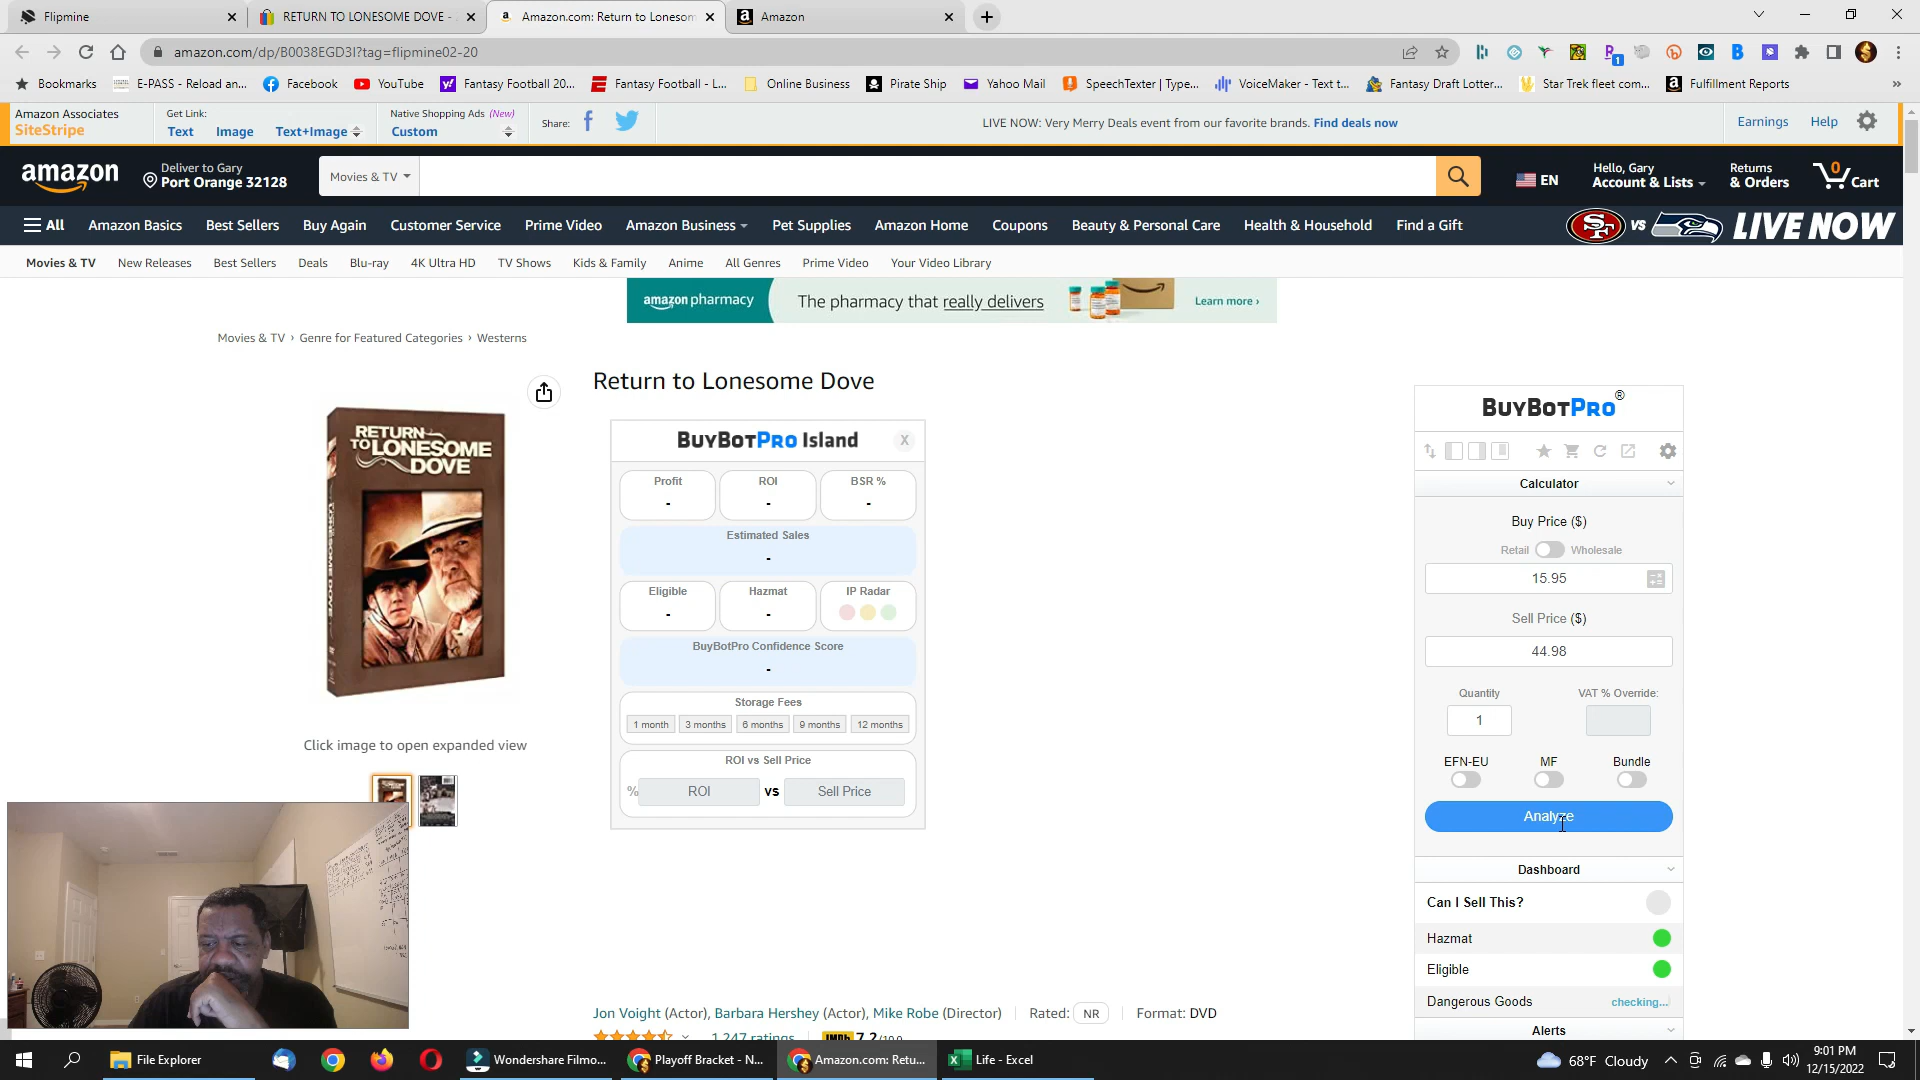 Flipmine
RETURN TO LONESOME DOVE -
Amazon.com: Return to Lonesom
Amazon
amazon.com/dp/B0038EGD3I?tag=flipmine02-20
Bookmarks
E-PASS - Reload an...
Facebook
YouTube
Fantasy Football 20...
Fantasy Football - L...
Online Business
Pirate Ship
Yahoo Mail
SpeechTexter | Type...
VoiceMaker - Text t...
Fantasy Draft Lotter...
Star Trek fleet com...
Fulfillment Reports
Amazon Associates
SiteStripe
Get Link:
Text
Image
Text+Image
Native Shopping Ads (New)
Custom
Share:
LIVE NOW: Very Merry Deals event from our favorite brands. Find deals now
Earnings
Help
amazon
Deliver to Gary
Port Orange 32128
Movies & TV
EN
Hello, Gary
Account & Lists
Returns
& Orders
0
Cart
All
Amazon Basics
Best Sellers
Buy Again
Customer Service
Prime Video
Amazon Business
Pet Supplies
Amazon Home
Coupons
Beauty & Personal Care
Health & Household
Find a Gift
VS
LIVE NOW
Movies & TV
New Releases
Best Sellers
Deals
Blu-ray
4K Ultra HD
TV Shows
Kids & Family
Anime
All Genres
Prime Video
Your Video Library
amazon pharmacy
The pharmacy that really delivers
Learn more ›
Movies & TV › Genre for Featured Categories › Westerns
Return to Lonesome Dove
RETURN
TO LONESOME
DOVE
Click image to open expanded view
BUYBOTPRO Island
X
Profit
-
ROI
-
BSR %
-
Estimated Sales
-
Eligible
-
Hazmat
-
IP Radar
BuyBotPro Confidence Score
-
Storage Fees
1 month
3 months
6 months
9 months
12 months
ROI vs Sell Price
%
ROI
VS
Sell Price
Jon Voight (Actor), Barbara Hershey (Actor), Mike Robe (Director)
Rated: NR
Format: DVD
1,247 ratings
IMDb 7.2/10.0
BUYBOTPRO®
Calculator
Buy Price ($)
Retail
Wholesale
15.95
Sell Price ($)
44.98
Quantity
VAT % Override:
1
EFN-EU
MF
Bundle
Analyze
Dashboard
Can I Sell This?
Hazmat
Eligible
Dangerous Goods
checking...
Alerts
File Explorer
Wondershare Filmo...
Playoff Bracket - N...
Amazon.com: Retu...
Life - Excel
68°F Cloudy
9:01 PM
12/15/2022